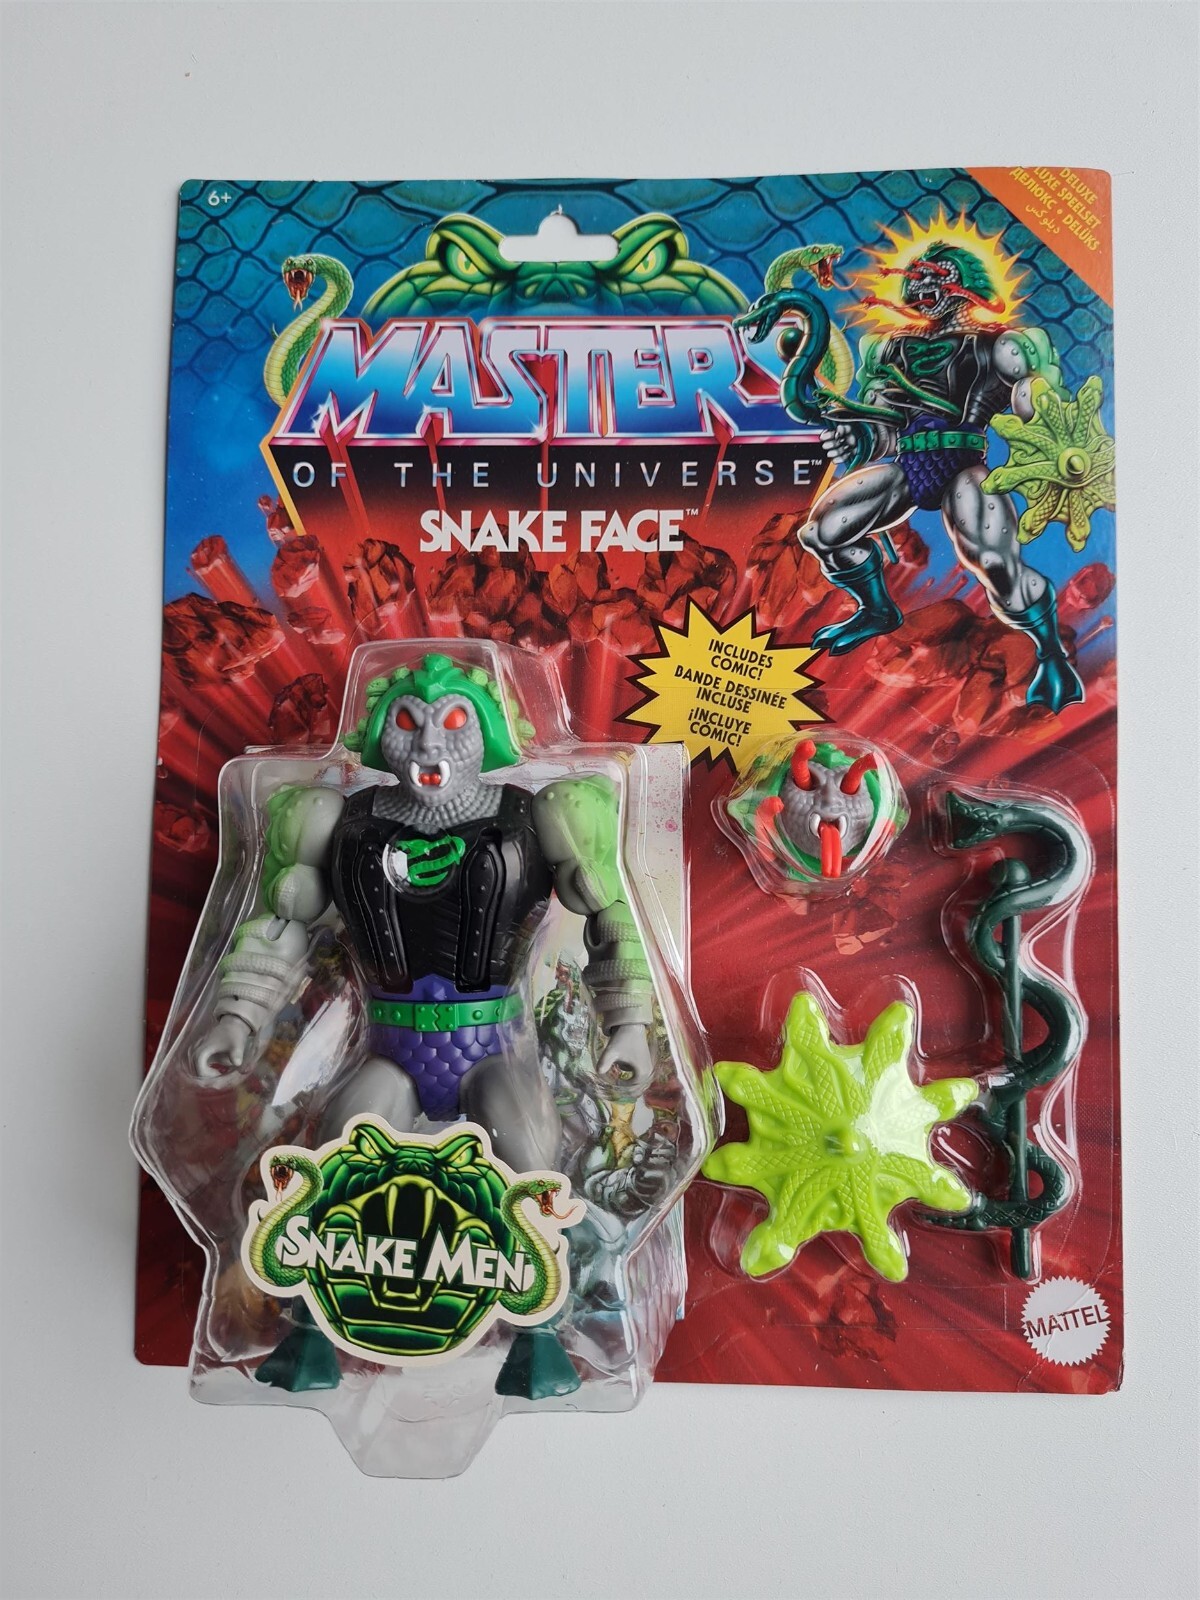 6+
DELUXE
LUXE SPEELSET
ДЕЛЮКС • DELÜKS
ديلوكس
MASTERS
OF THE UNIVERSE™
SNAKE FACE™
INCLUDES
COMIC!
BANDE DESSINÉE
INCLUSE
¡INCLUYE
CÓMIC!
SNAKE MEN
MATTEL